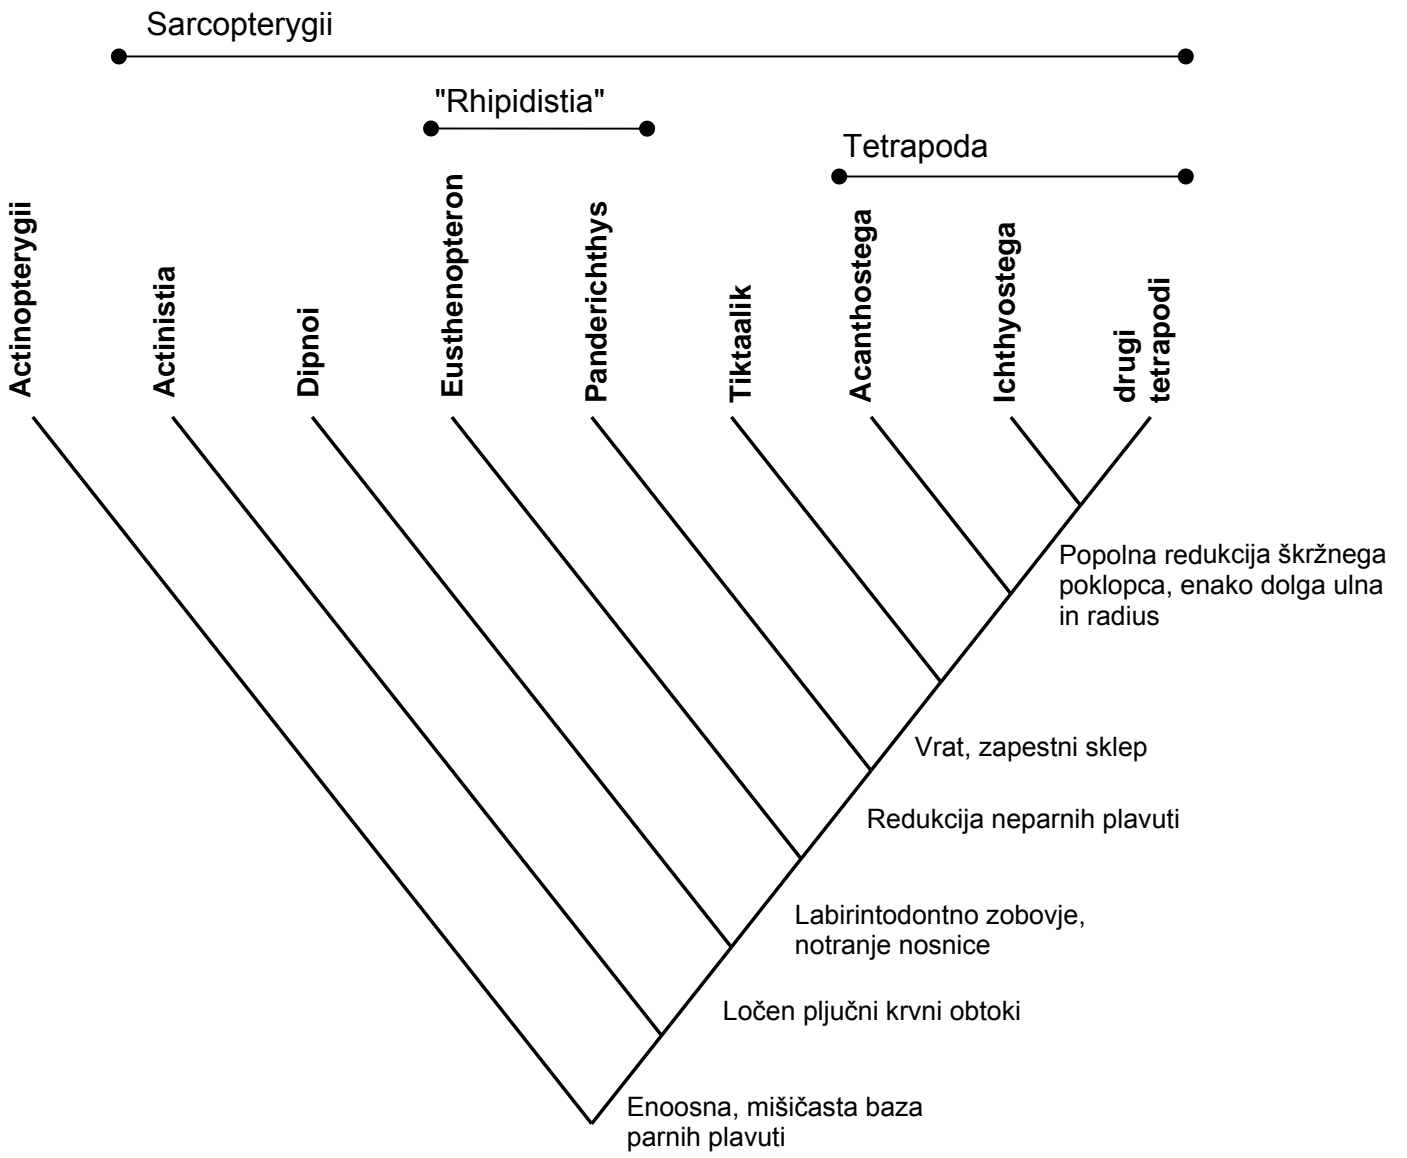 Sarcopterygii
"Rhipidistia"
Tetrapoda
Actinopterygii
Actinistia
Dipnoi
Eusthenopteron
Panderichthys
Tiktaalik
Acanthostega
Ichthyostega
drugi
tetrapodi
Popolna redukcija škržnega
poklopca, enako dolga ulna
in radius
Vrat, zapestni sklep
Redukcija neparnih plavuti
Labirintodontno zobovje,
notranje nosnice
Ločen pljučni krvni obtoki
Enoosna, mišičasta baza
parnih plavuti